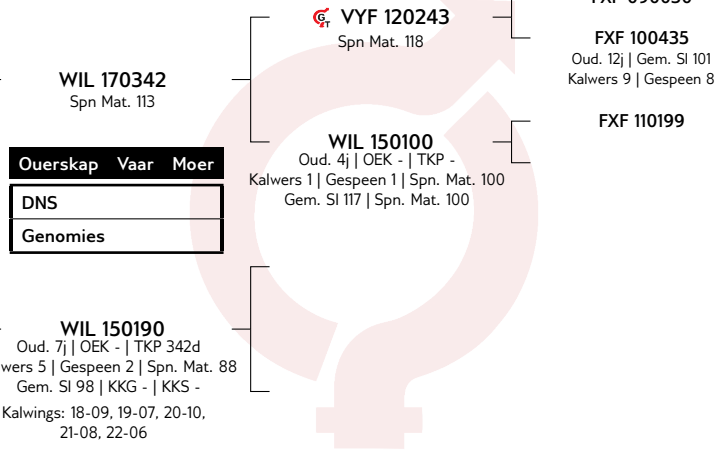 VYF 120243
Spn Mat. 118
FXF 100435
Oud. 12j | Gem. SI 101
Kalwers 9 | Gespeen 8
WIL 170342
Spn Mat. 113
FXF 110199
WIL 150100
Oud. 4j | OEK - | TKP -
Kalwers 1 | Gespeen 1 | Spn. Mat. 100
Gem. SI 117 | Spn. Mat. 100
Ouerskap Vaar Moer
DNS
Genomies
WIL 150190
Oud. 7j | OEK - | TKP 342d
wers 5 | Gespeen 2 | Spn. Mat. 88
Gem. SI 98 | KKG - | KKS -
Kalwings: 18-09, 19-07, 20-10,
21-08, 22-06